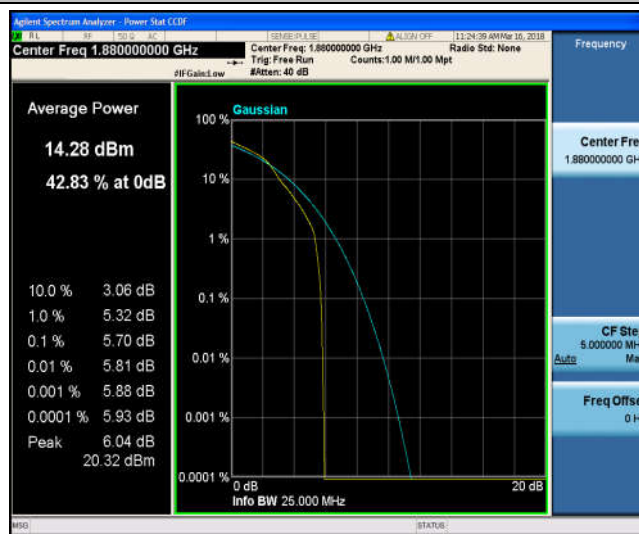 Agilent Spectrum Analyzer - Power Stat CCDF
RL RF 50 Ω AC SENSE:PULSE ALIGN OFF 11:24:39 AM Mar 16, 2018
Center Freq 1.880000000 GHz
Center Freq: 1.880000000 GHz Radio Std: None
Trig: Free Run Counts:1.00 M/1.00 Mpt
#IFGain:Low #Atten: 40 dB
Frequency
Average Power
14.28 dBm
42.83 % at 0dB
10.0 % 3.06 dB
1.0 % 5.32 dB
0.1 % 5.70 dB
0.01 % 5.81 dB
0.001 % 5.88 dB
0.0001 % 5.93 dB
Peak 6.04 dB
20.32 dBm
Gaussian
100 %
10 %
1 %
0.1 %
0.01 %
0.001 %
0.0001 %
0 dB 20 dB
Info BW 25.000 MHz
Center Fre
1.880000000 GH
CF Ste
5.000000 MH
Auto Ma
Freq Offse
0 H
MSG STATUS